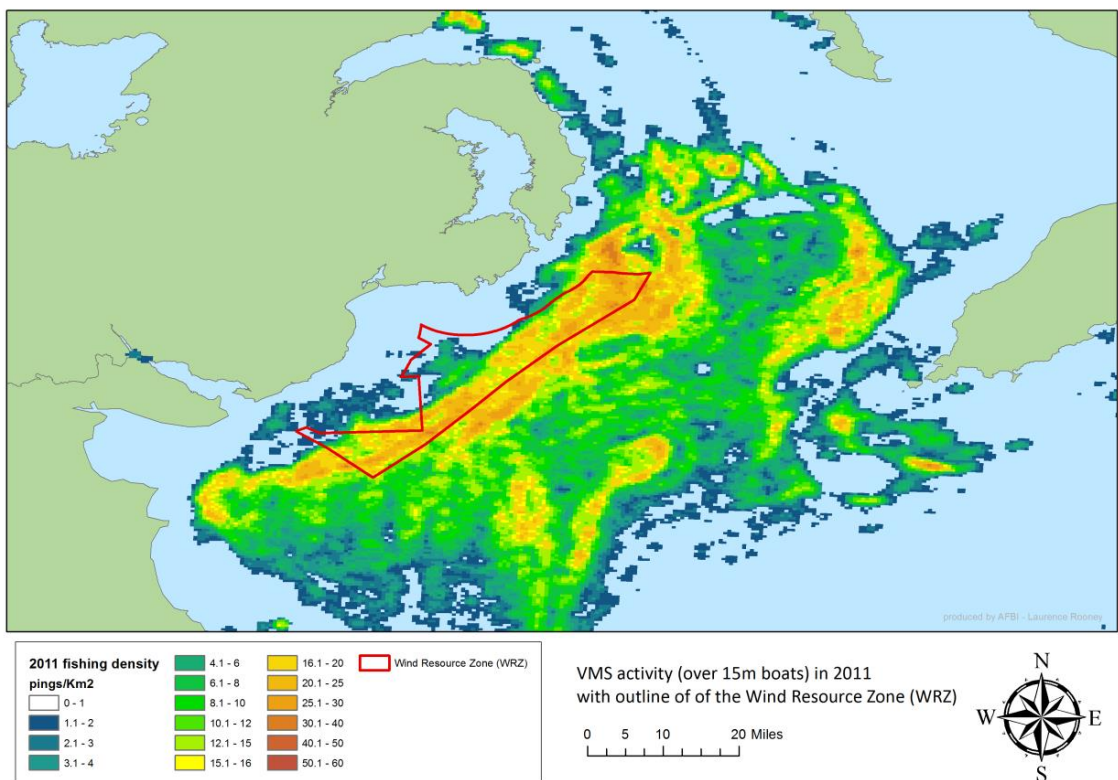 produced by AFBI - Laurence Rooney
2011 fishing density
pings/Km2
0 - 1
1.1 - 2
2.1 - 3
3.1 - 4
4.1 - 6
6.1 - 8
8.1 - 10
10.1 - 12
12.1 - 15
15.1 - 16
16.1 - 20
20.1 - 25
25.1 - 30
30.1 - 40
40.1 - 50
50.1 - 60
Wind Resource Zone (WRZ)
VMS activity (over 15m boats) in 2011
with outline of of the Wind Resource Zone (WRZ)
0 5 10 20 Miles
N
W E
S